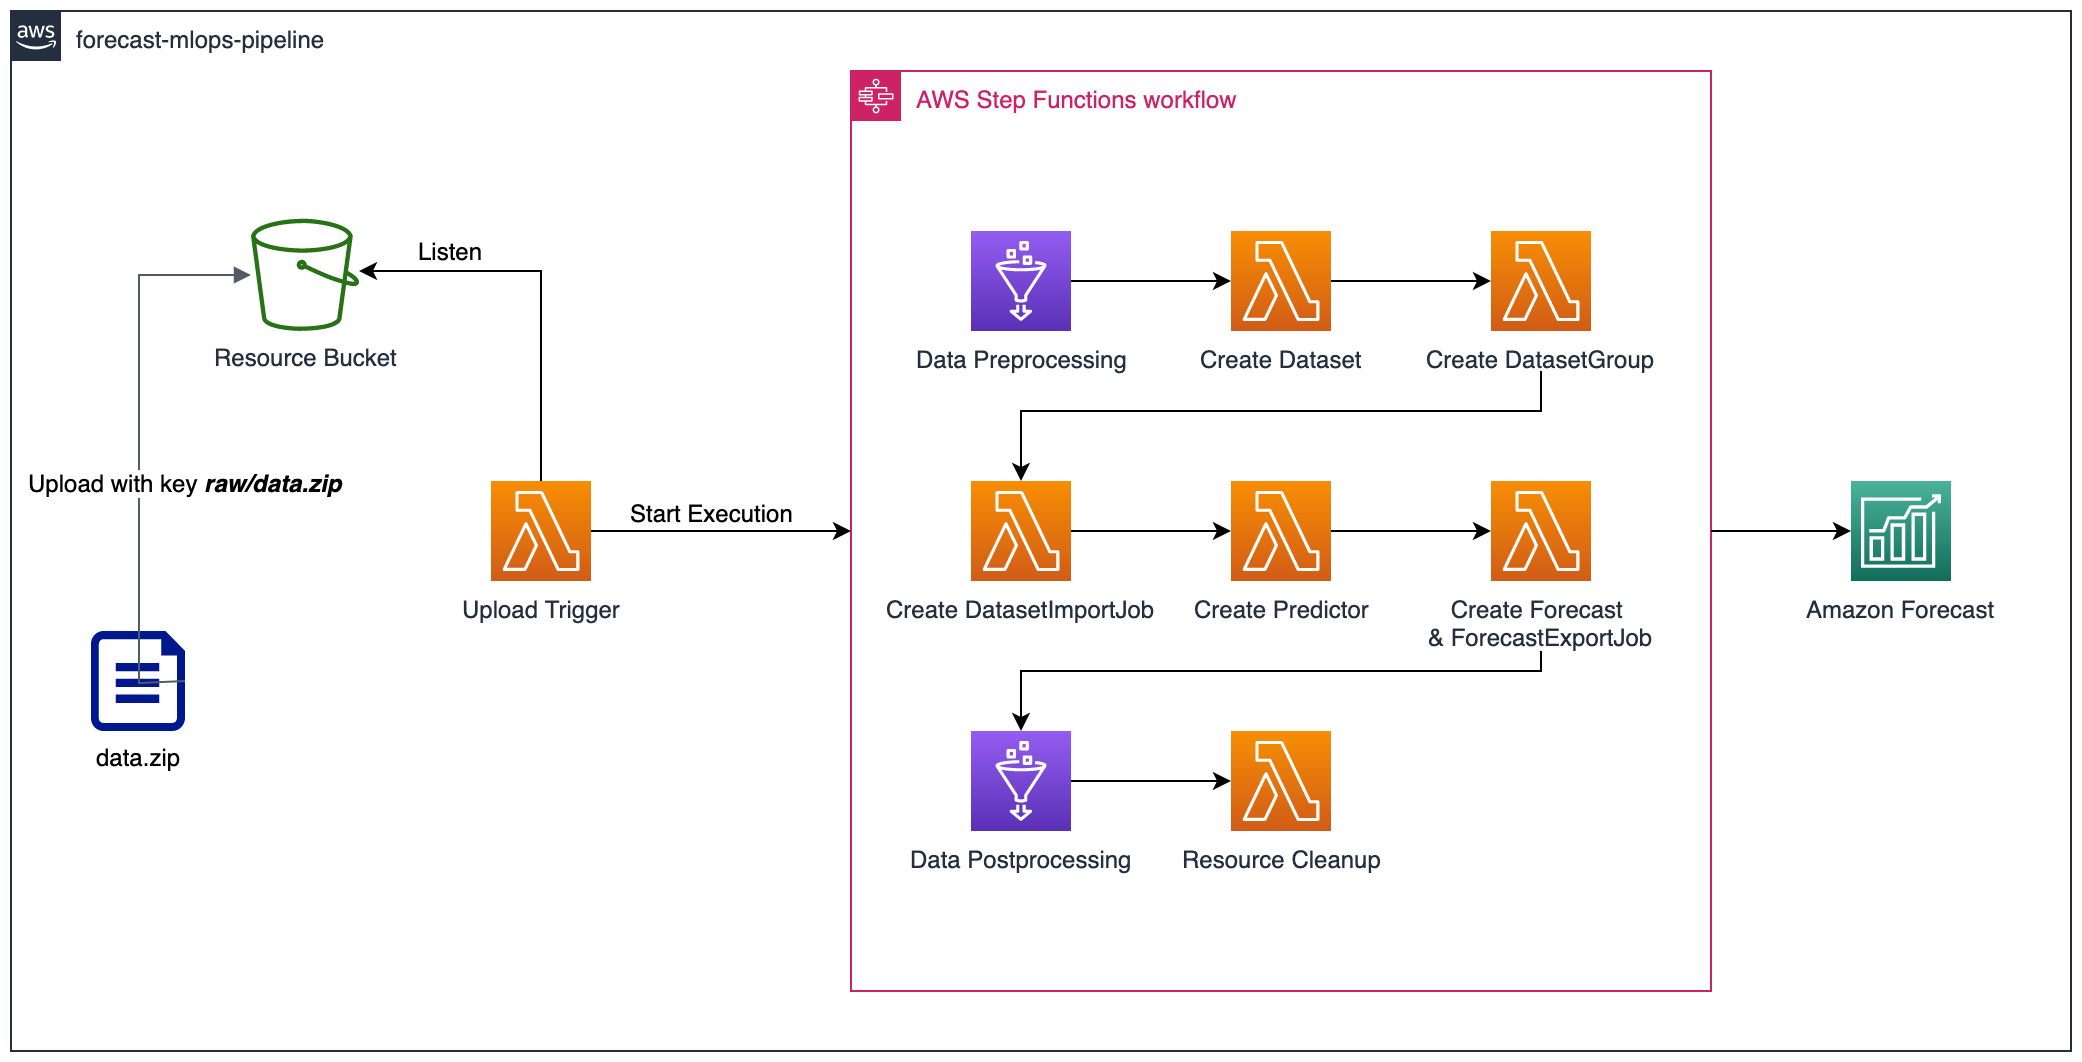 aws
forecast-mlops-pipeline
AWS Step Functions workflow
Listen
Resource Bucket
Data Preprocessing
Create Dataset
Create DatasetGroup
Upload with key raw/data.zip
Start Execution
Upload Trigger
Create DatasetImportJob
Create Predictor
Create Forecast
& ForecastExportJob
Amazon Forecast
data.zip
Data Postprocessing
Resource Cleanup